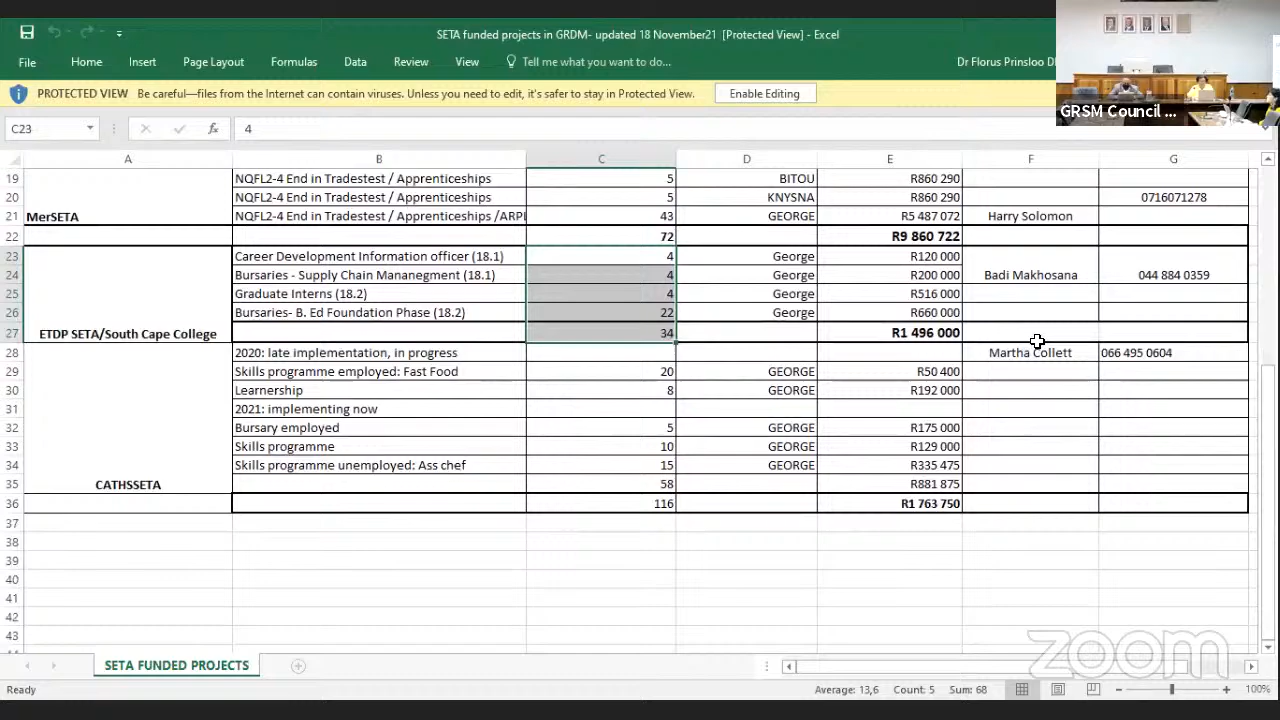 SETA funded projects in GRDM- updated 18 November21 [Protected View] - Excel
File Home Insert Page Layout Formulas Data Review View Tell me what you want to do... Dr Florus Prinsloo
GRSM Council ...
PROTECTED VIEW Be careful—files from the Internet can contain viruses. Unless you need to edit, it's safer to stay in Protected View. Enable Editing
C23 fx 4
A B C D E F G
19 NQFL2-4 End in Tradestest / Apprenticeships 5 BITOU R860 290
20 NQFL2-4 End in Tradestest / Apprenticeships 5 KNYSNA R860 290 0716071278
21 MerSETA NQFL2-4 End in Tradestest / Apprenticeships /ARPL 43 GEORGE R5 487 072 Harry Solomon
22 72 R9 860 722
23 Career Development Information officer (18.1) 4 George R120 000
24 Bursaries - Supply Chain Mananegment (18.1) 4 George R200 000 Badi Makhosana 044 884 0359
25 Graduate Interns (18.2) 4 George R516 000
26 Bursaries- B. Ed Foundation Phase (18.2) 22 George R660 000
27 ETDP SETA/South Cape College 34 R1 496 000
28 2020: late implementation, in progress Martha Collett 066 495 0604
29 Skills programme employed: Fast Food 20 GEORGE R50 400
30 Learnership 8 GEORGE R192 000
31 2021: implementing now
32 Bursary employed 5 GEORGE R175 000
33 Skills programme 10 GEORGE R129 000
34 Skills programme unemployed: Ass chef 15 GEORGE R335 475
35 CATHSSETA 58 R881 875
36 116 R1 763 750
37
38
39
40
41
42
43
zoom
SETA FUNDED PROJECTS
Ready Average: 13,6 Count: 5 Sum: 68 100%